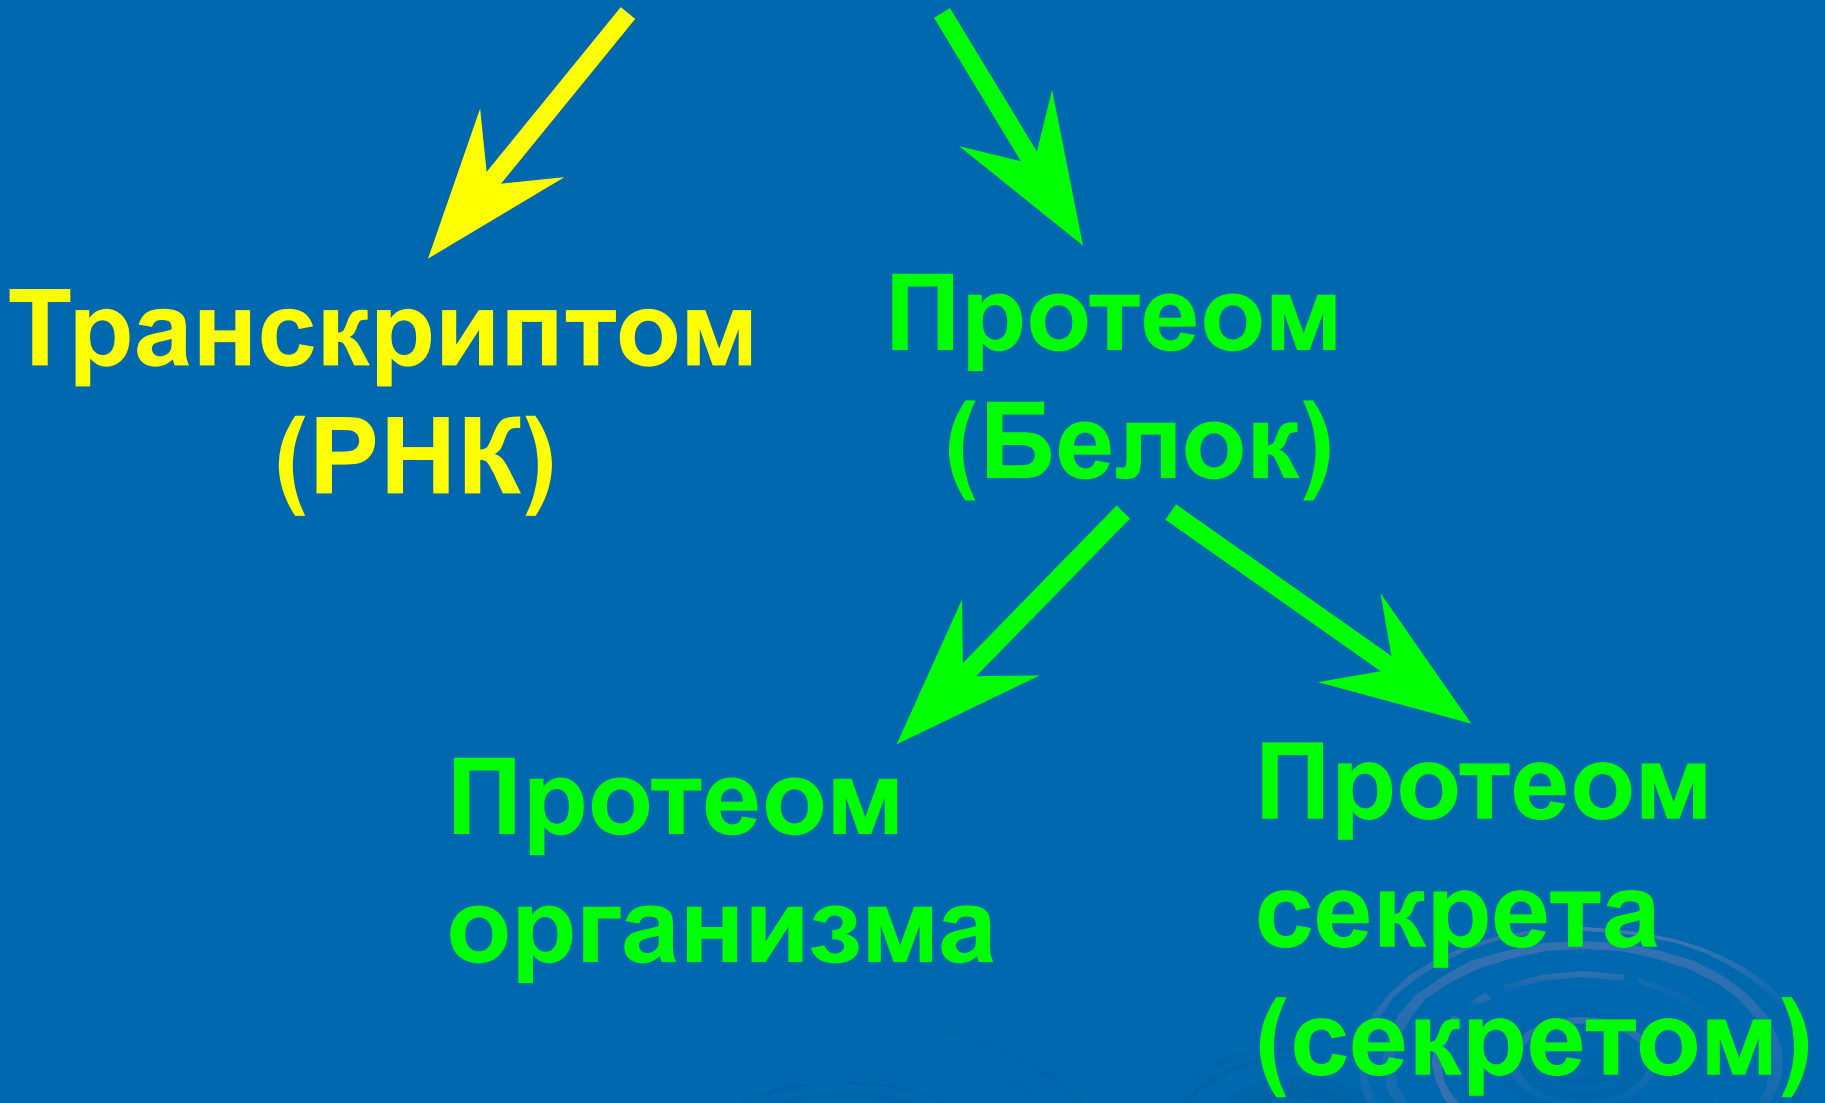 Транскриптом
(РНК)
Протеом
(Белок)
Протеом
организма
Протеом
секрета
(секретом)